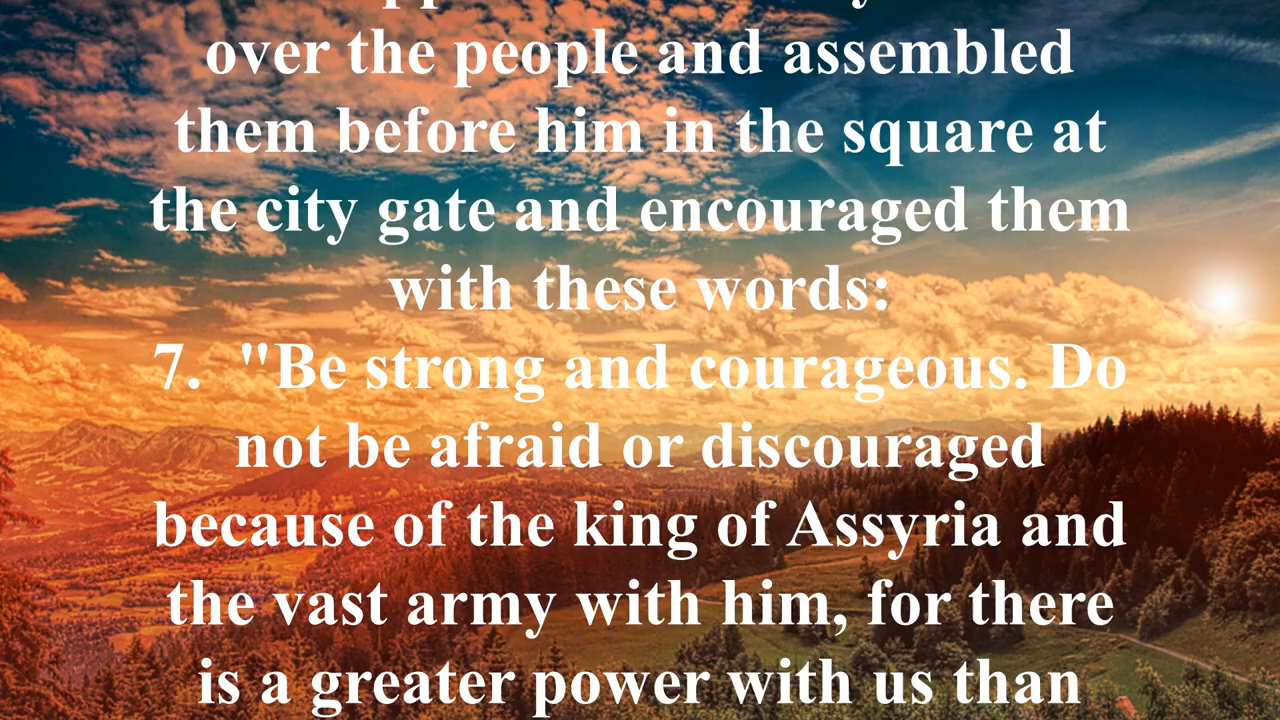 over the people and assembled
them before him in the square at
the city gate and encouraged them
with these words:
7. "Be strong and courageous. Do
not be afraid or discouraged
because of the king of Assyria and
the vast army with him, for there
is a greater power with us than